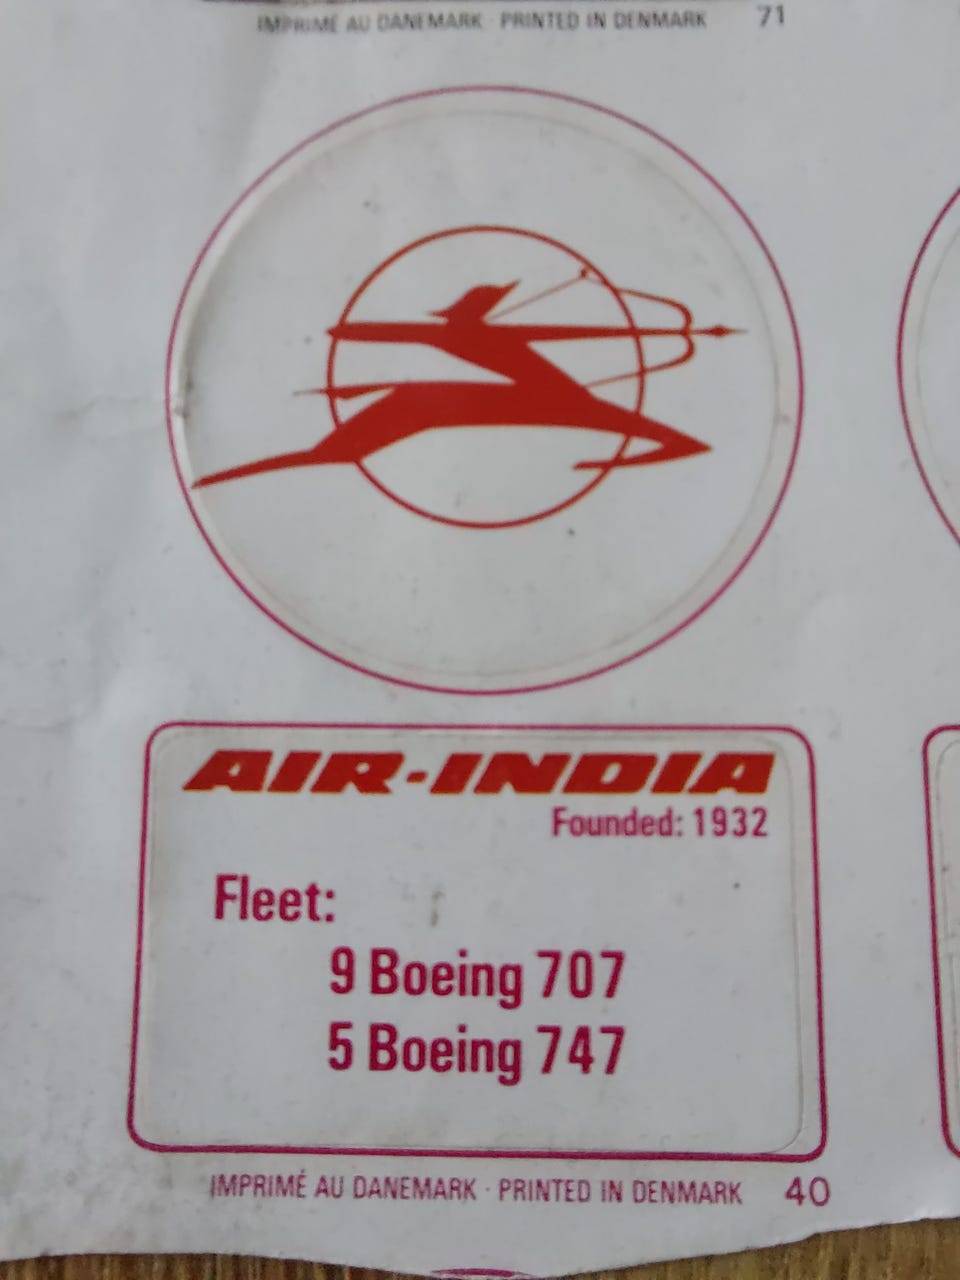 IMPRIMÉ AU DANEMARK · PRINTED IN DENMARK 71
AIR-INDIA
Founded: 1932
Fleet:
9 Boeing 707
5 Boeing 747
IMPRIMÉ AU DANEMARK · PRINTED IN DENMARK 40